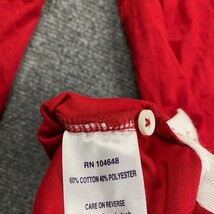 RN 104648
60% COTTON 40% POLYESTER
CARE ON REVERSE